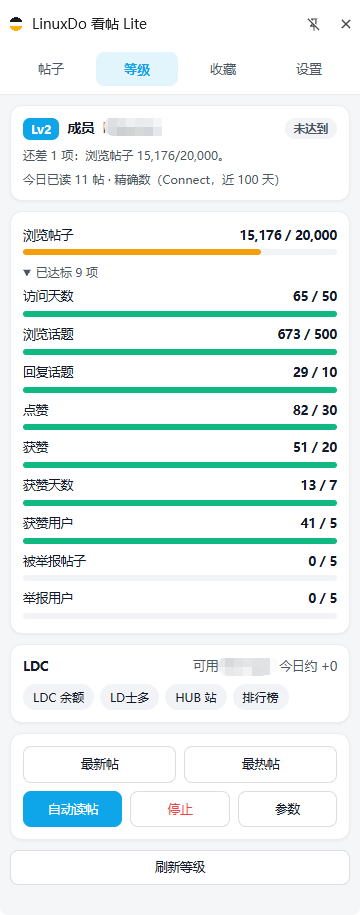 LinuxDo 看帖 Lite
帖子 等级 收藏 设置
Lv2 成员 未达到
还差 1 项：浏览帖子 15,176/20,000。
今日已读 11 帖 · 精确数（Connect，近 100 天）
浏览帖子 15,176 / 20,000
▼ 已达标 9 项
访问天数 65 / 50
浏览话题 673 / 500
回复话题 29 / 10
点赞 82 / 30
获赞 51 / 20
获赞天数 13 / 7
获赞用户 41 / 5
被举报帖子 0 / 5
举报用户 0 / 5
LDC 可用 今日约 +0
LDC 余额 LD士多 HUB 站 排行榜
最新帖 最热帖
自动读帖 停止 参数
刷新等级